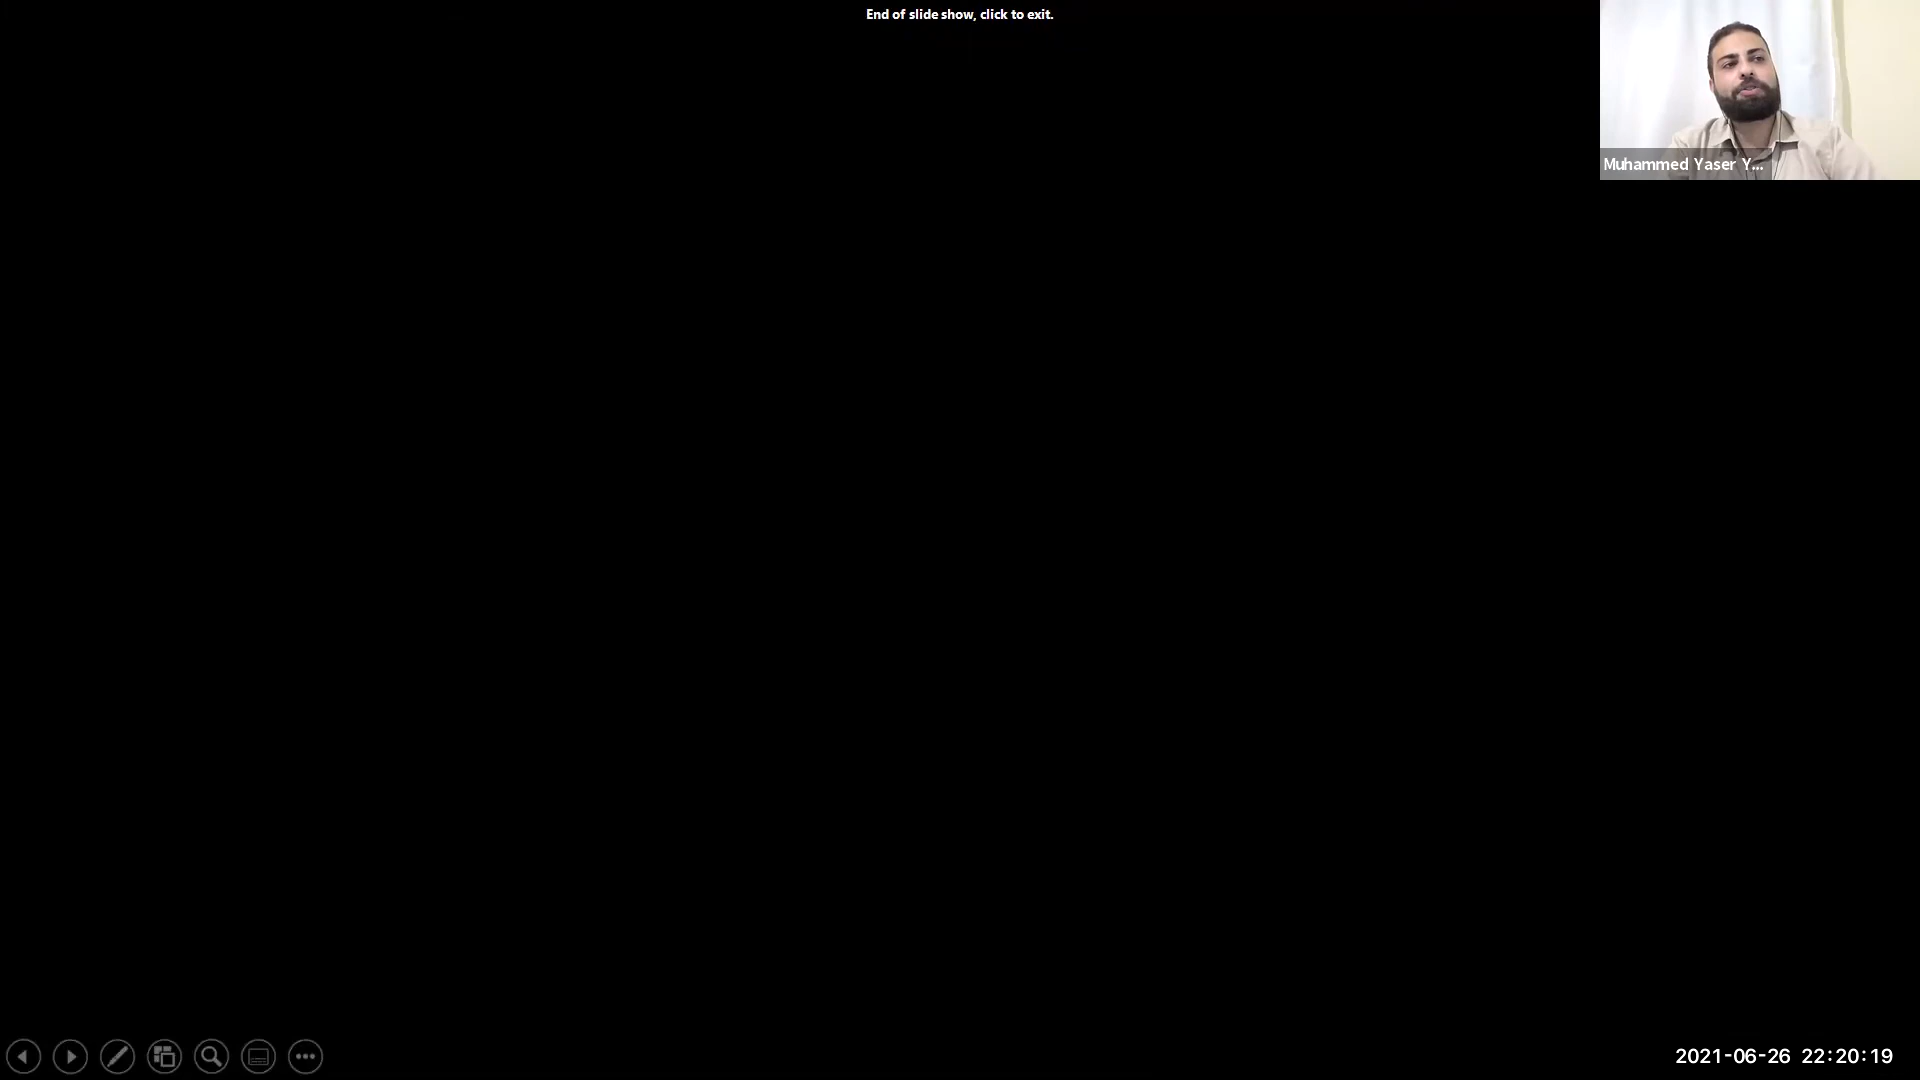 End of slide show, click to exit.
Muhammed Yaser Y...
2021-06-26 22:20:19